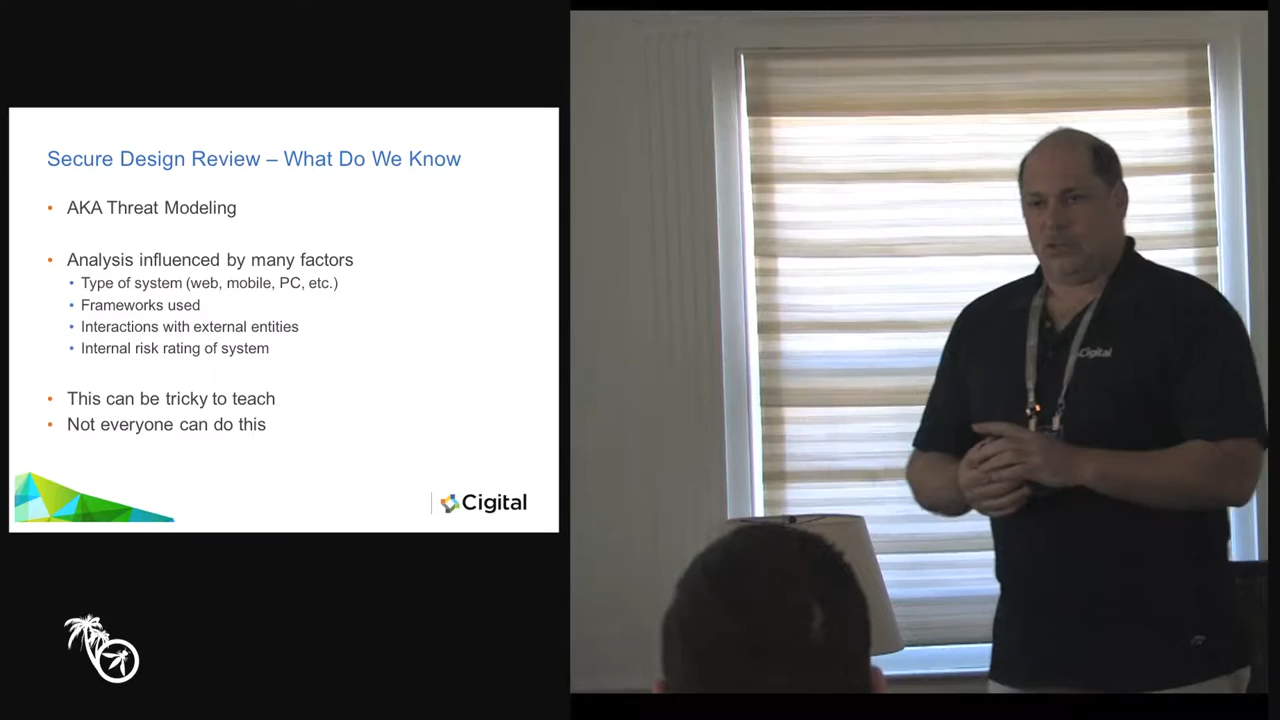 Secure Design Review – What Do We Know
• AKA Threat Modeling
• Analysis influenced by many factors
• Type of system (web, mobile, PC, etc.)
• Frameworks used
• Interactions with external entities
• Internal risk rating of system
• This can be tricky to teach
• Not everyone can do this
Cigital
Cigital